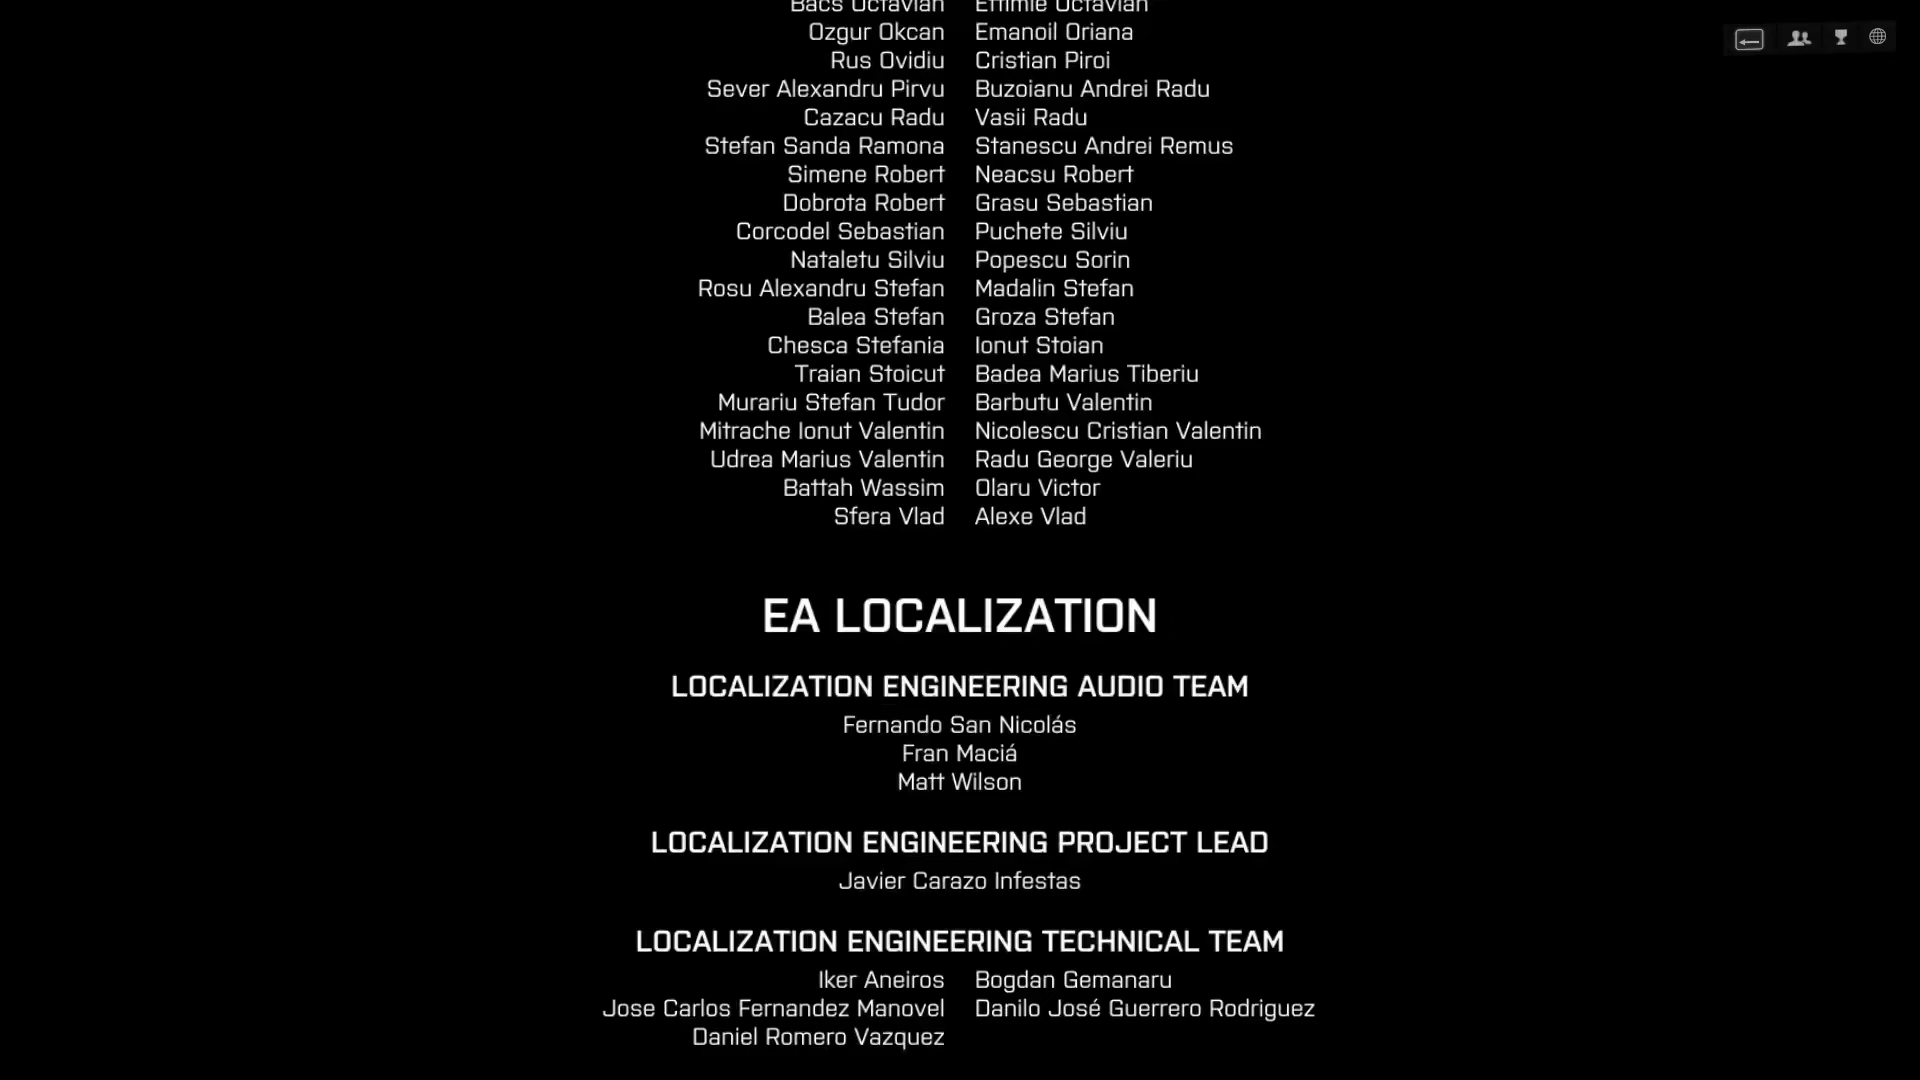 Bacs Octavian Eftimie Octavian
Ozgur Okcan Emanoil Oriana
Rus Ovidiu Cristian Piroi
Sever Alexandru Pirvu Buzoianu Andrei Radu
Cazacu Radu Vasii Radu
Stefan Sanda Ramona Stanescu Andrei Remus
Simene Robert Neacsu Robert
Dobrota Robert Grasu Sebastian
Corcodel Sebastian Puchete Silviu
Nataletu Silviu Popescu Sorin
Rosu Alexandru Stefan Madalin Stefan
Balea Stefan Groza Stefan
Chesca Stefania Ionut Stoian
Traian Stoicut Badea Marius Tiberiu
Murariu Stefan Tudor Barbutu Valentin
Mitrache Ionut Valentin Nicolescu Cristian Valentin
Udrea Marius Valentin Radu George Valeriu
Battah Wassim Olaru Victor
Sfera Vlad Alexe Vlad
EA LOCALIZATION
LOCALIZATION ENGINEERING AUDIO TEAM
Fernando San Nicolás
Fran Maciá
Matt Wilson
LOCALIZATION ENGINEERING PROJECT LEAD
Javier Carazo Infestas
LOCALIZATION ENGINEERING TECHNICAL TEAM
Iker Aneiros Bogdan Gemanaru
Jose Carlos Fernandez Manovel Danilo José Guerrero Rodriguez
Daniel Romero Vazquez